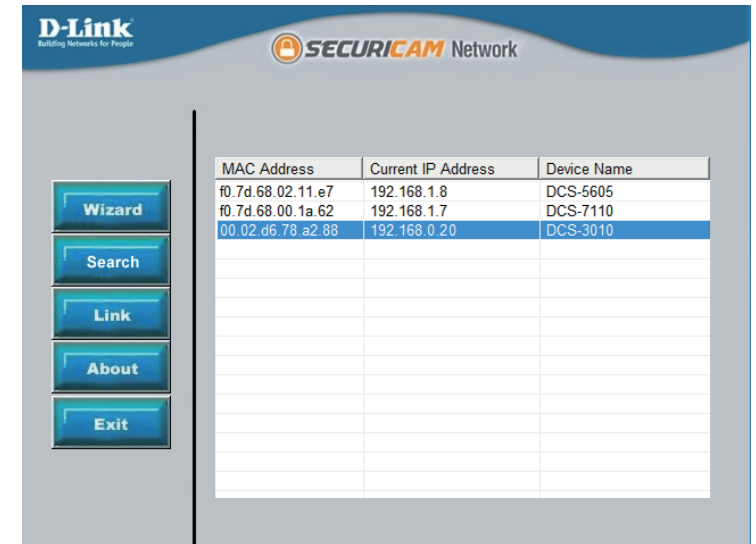 D-Link
Building Networks for People
SECURICAM Network
Wizard
Search
Link
About
Exit
MAC Address Current IP Address Device Name
f0.7d.68.02.11.e7 192.168.1.8 DCS-5605
f0.7d.68.00.1a.62 192.168.1.7 DCS-7110
00.02.d6.78.a2.88 192.168.0.20 DCS-3010